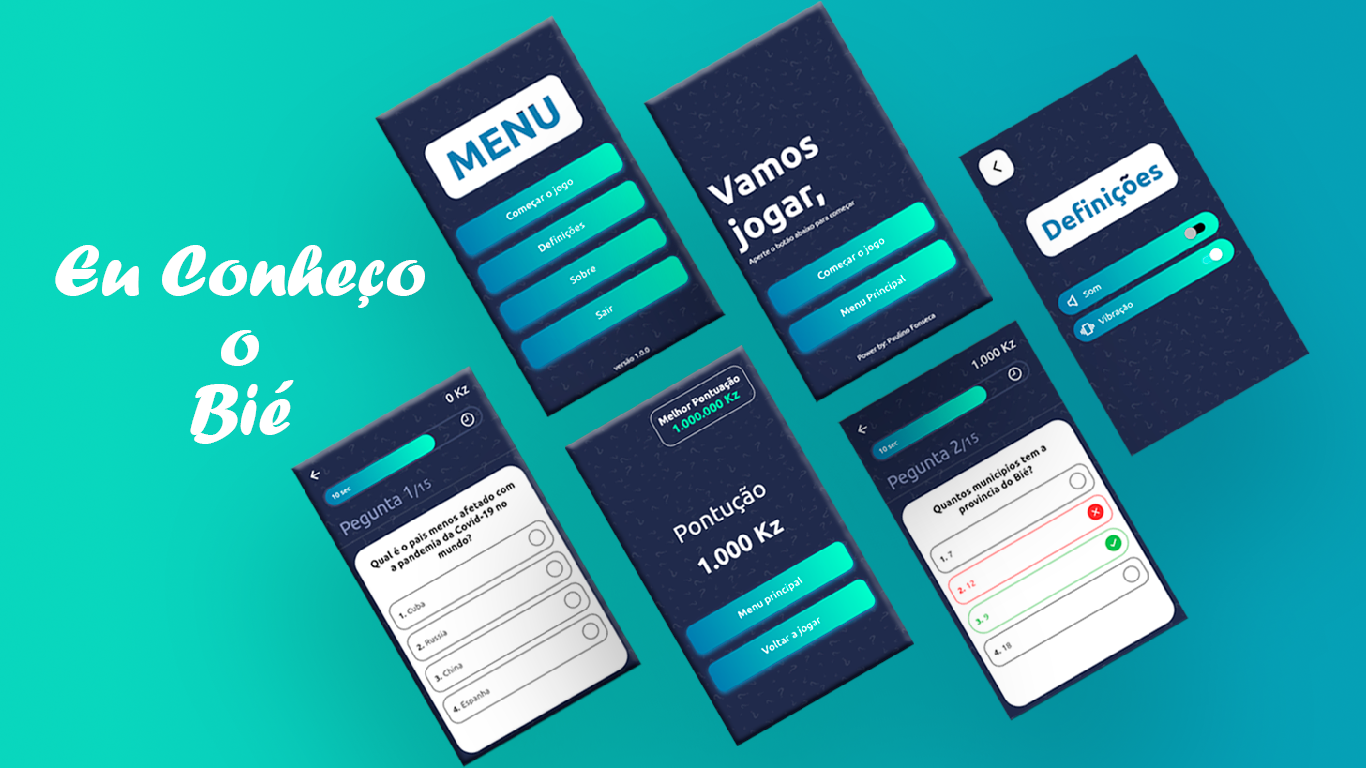 Eu Conheço
o
Bié
MENU
Começar o jogo
Definições
Sobre
Sair
versão 1.0.0
Vamos
jogar,
Aperte o botão abaixo para começar
Começar o jogo
Menu Principal
Power by: Paulino Fonseca
Definições
Som
Vibração
0 Kz
10 sec
Pegunta 1/15
Qual é o país menos afetado com
a pandemia da Covid-19 no
mundo?
1. Cuba
2. Russia
3. China
4. Espanha
Melhor Pontuação
1.000.000 Kz
Pontução
1.000 Kz
Menu principal
Voltar a jogar
1.000 Kz
10 sec
Pegunta 2/15
Quantos municípios tem a
província do Bié?
1. 7
2. 12
3. 9
4. 18